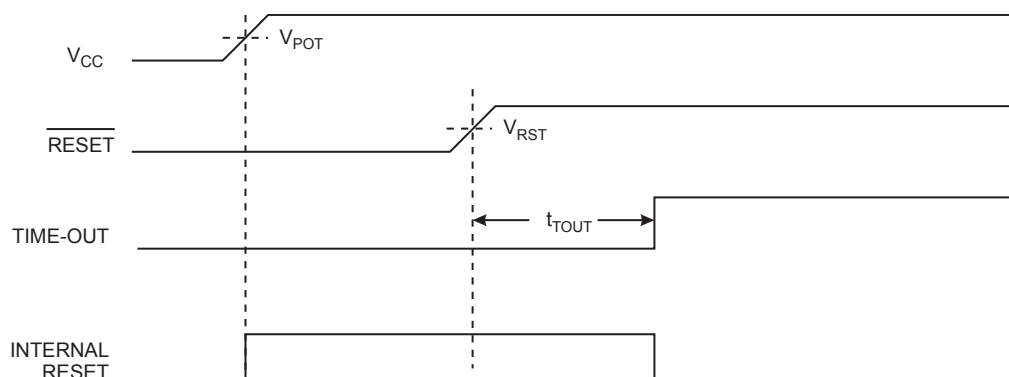 V_CC
V_POT
RESET
V_RST
TIME-OUT
t_TOUT
INTERNAL
RESET